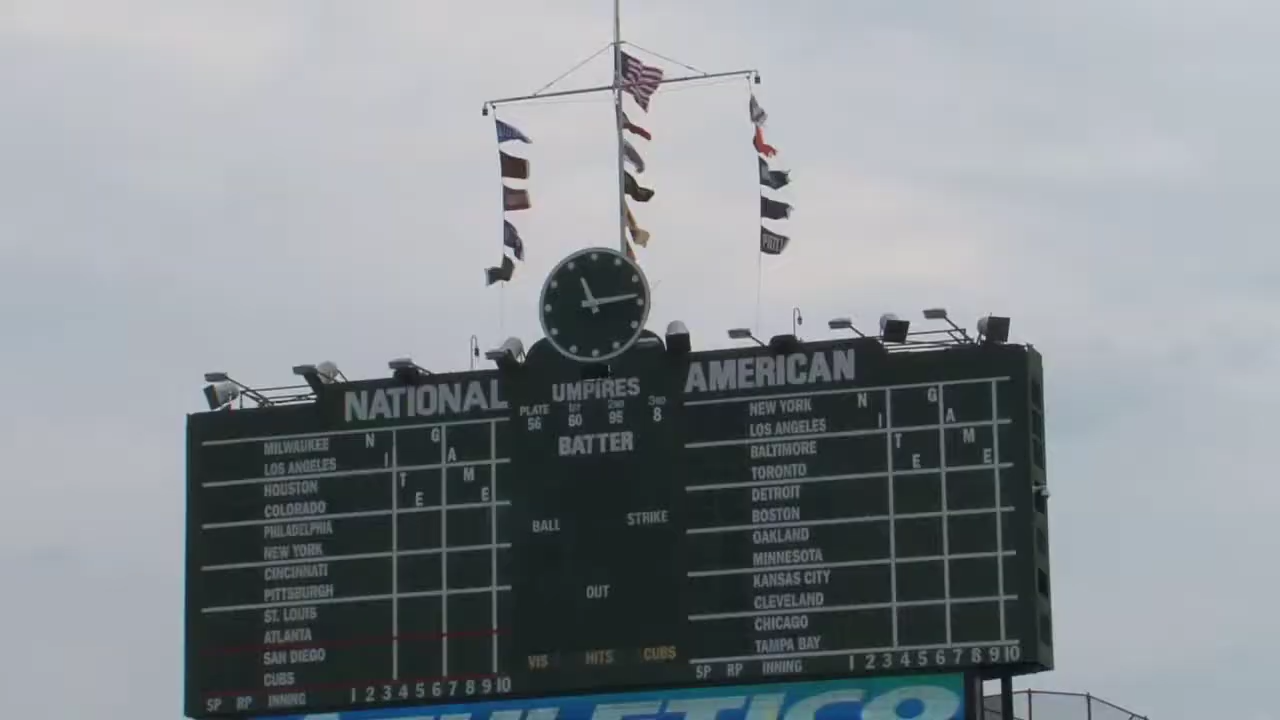 NATIONAL
MILWAUKEE N G
LOS ANGELES I A
HOUSTON T M
COLORADO E E
PHILADELPHIA
NEW YORK
CINCINNATI
PITTSBURGH
ST. LOUIS
ATLANTA
SAN DIEGO
CUBS
SP RP INNING 1 2 3 4 5 6 7 8 9 10
UMPIRES
PLATE 1ST 2ND 3RD
56 60 95 8
BATTER
BALL STRIKE
OUT
VIS HITS CUBS
AMERICAN
NEW YORK N G
LOS ANGELES I A
BALTIMORE T M
TORONTO E E
DETROIT
BOSTON
OAKLAND
MINNESOTA
KANSAS CITY
CLEVELAND
CHICAGO
TAMPA BAY
SP RP INNING 1 2 3 4 5 6 7 8 9 10
ATHLETICO